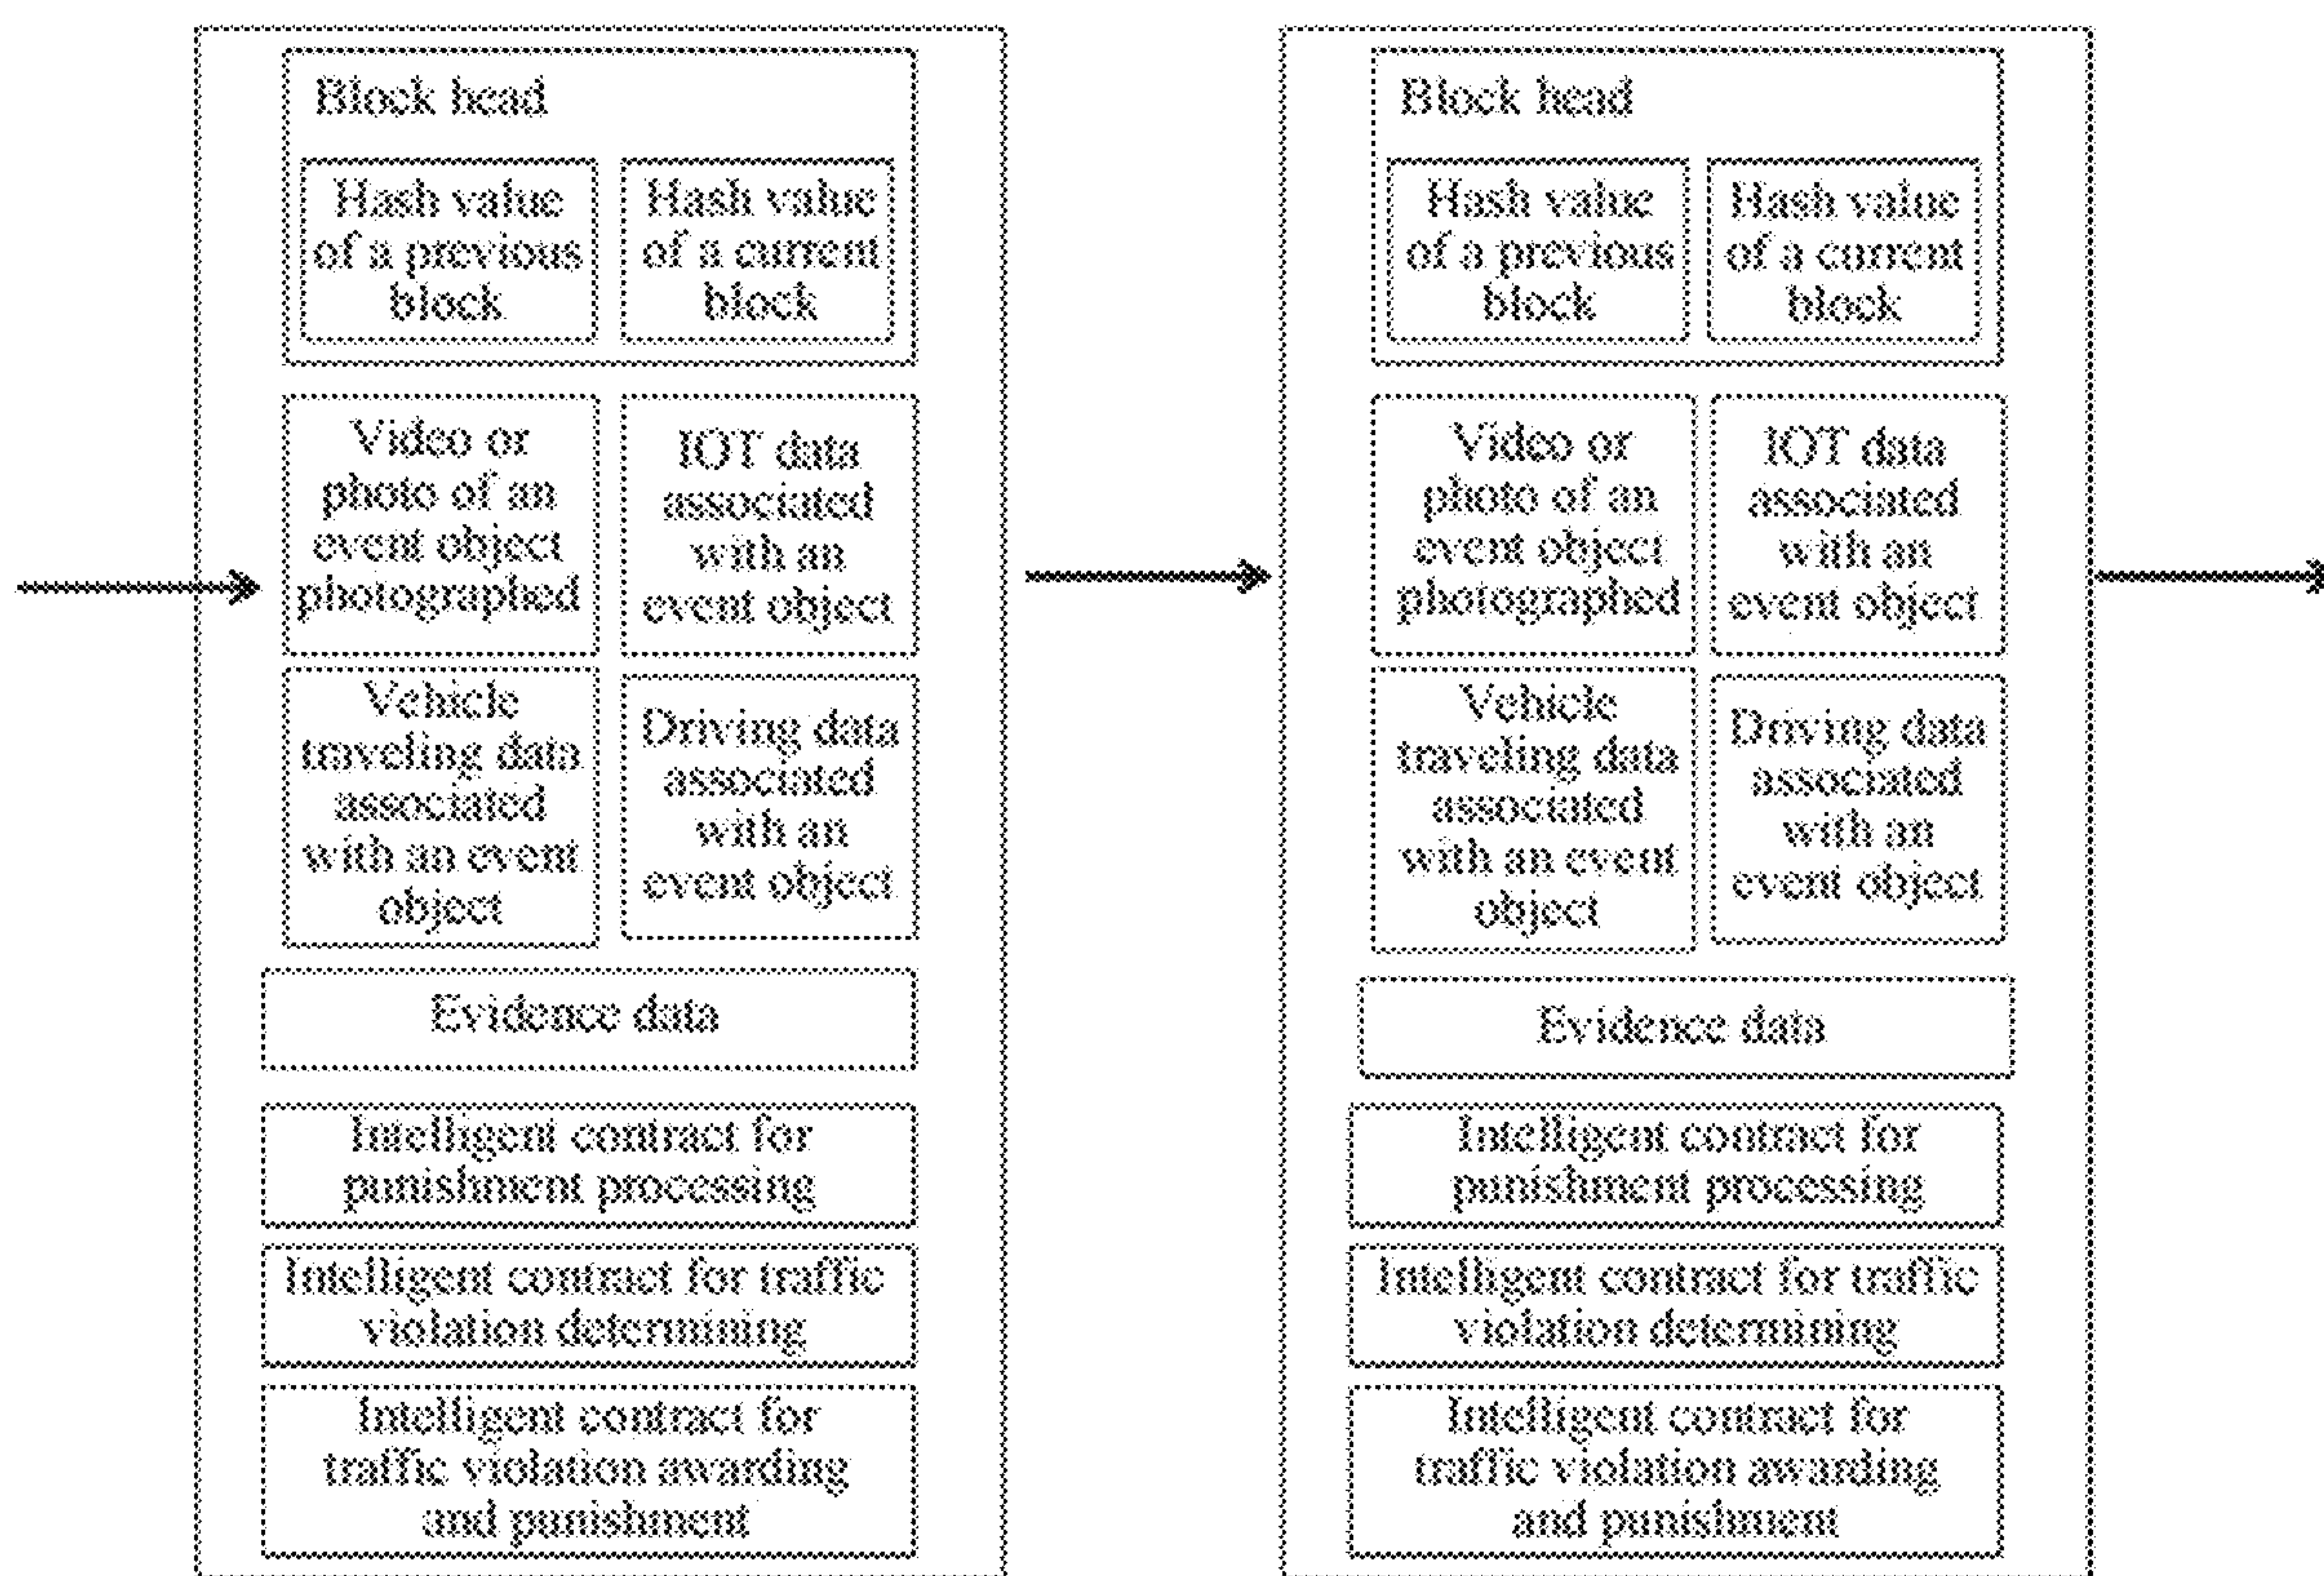 Block head
Hash value
of a previous
block
Hash value
of a current
block
Video or
photo of an
event object
photographed
IOT data
associated
with an
event object
Vehicle
traveling data
associated
with an event
object
Driving data
associated
with an
event object
Evidence data
Intelligent contract for
punishment processing
Intelligent contract for traffic
violation determining
Intelligent contract for
traffic violation awarding
and punishment
Block head
Hash value
of a previous
block
Hash value
of a current
block
Video or
photo of an
event object
photographed
IOT data
associated
with an
event object
Vehicle
traveling data
associated
with an event
object
Driving data
associated
with an
event object
Evidence data
Intelligent contract for
punishment processing
Intelligent contract for traffic
violation determining
Intelligent contract for
traffic violation awarding
and punishment